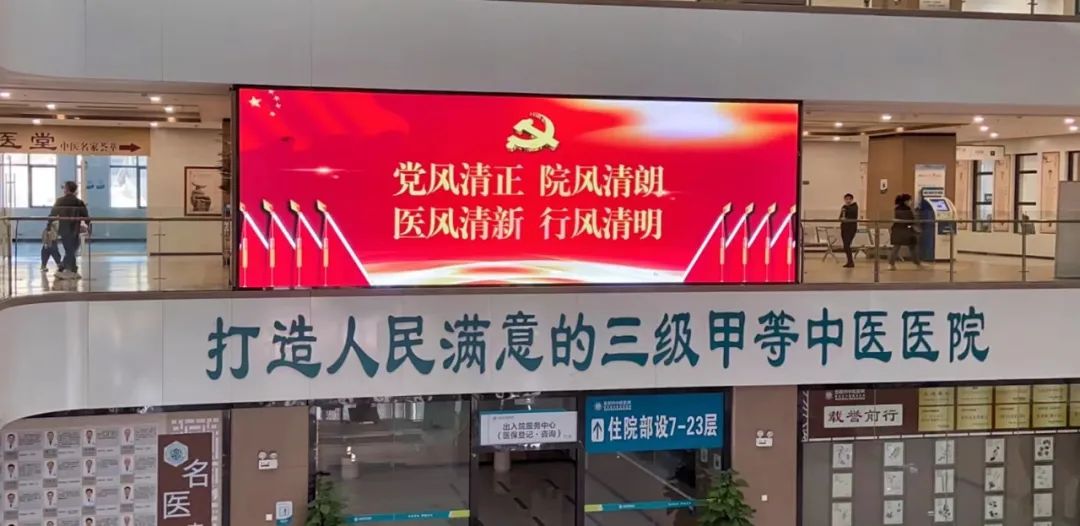 医堂
中医名家荟萃
党风清正 院风清朗
医风清新 行风清明
打造人民满意的三级甲等中医医院
出入院服务中心
（医保登记·咨询）
住院部设7-23层
载誉前行
名医